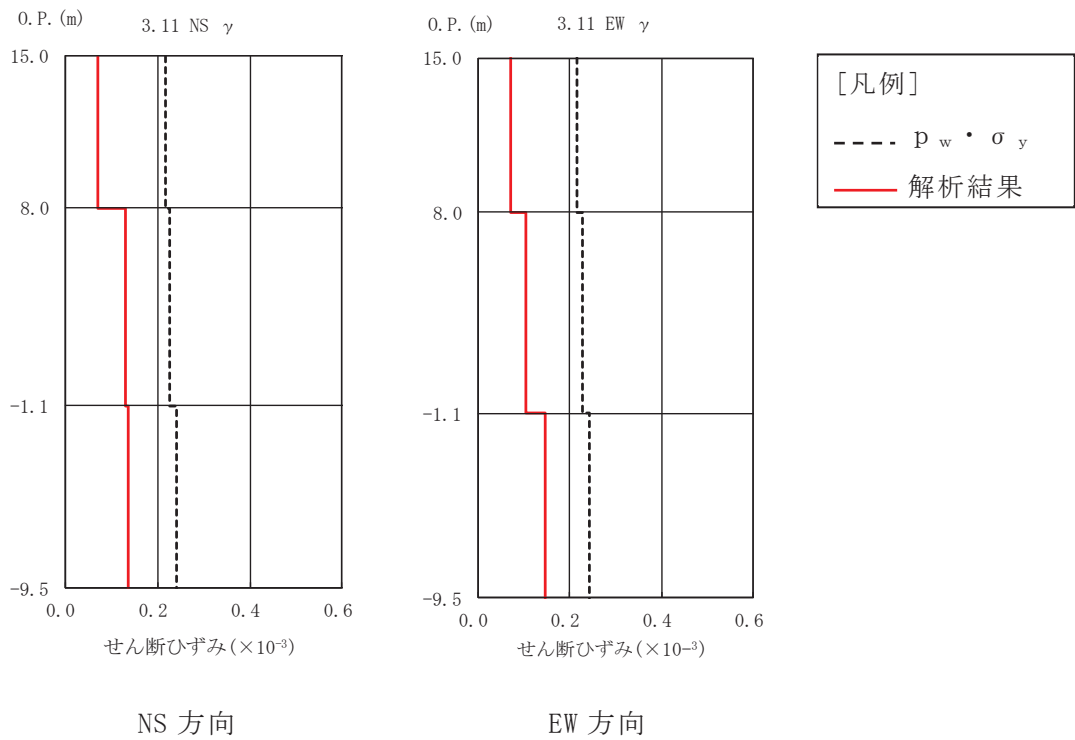 O.P.(m)
3.11 NS γ
15.0
8.0
-1.1
-9.5
0.0 0.2 0.4 0.6
せん断ひずみ(×10⁻³)
NS 方向
O.P.(m)
3.11 EW γ
15.0
8.0
-1.1
-9.5
0.0 0.2 0.4 0.6
せん断ひずみ(×10⁻³)
EW 方向
[凡例]
p w ・ σ y
解析結果